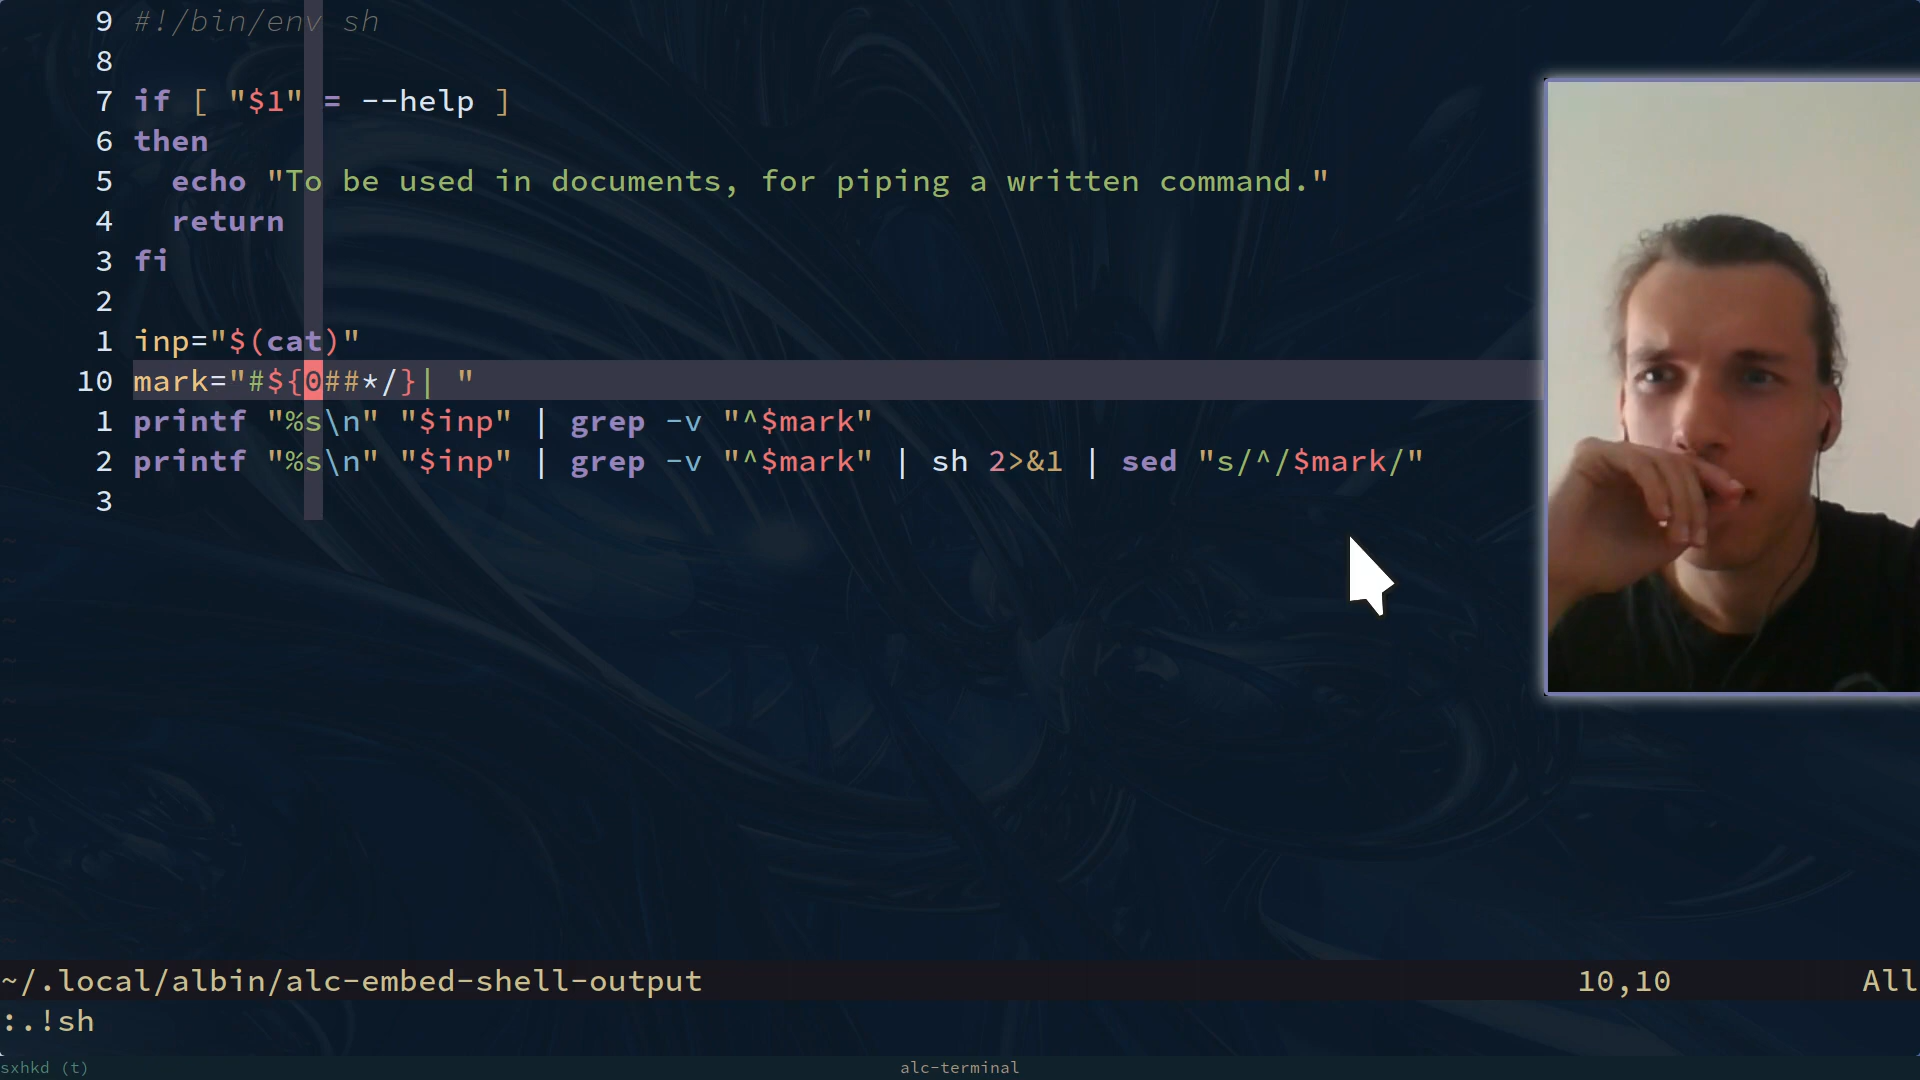 9 #!/bin/env sh
8
7 if [ "$1" = --help ]
6 then
5   echo "To be used in documents, for piping a written command."
4   return
3 fi
2
1 inp="$(cat)"
10 mark="#${0##*/}| "
1 printf "%s\n" "$inp" | grep -v "^$mark"
2 printf "%s\n" "$inp" | grep -v "^$mark" | sh 2>&1 | sed "s/^/$mark/"
3
~
~
~
~
~
~
~
~
~
~
~
~/.local/albin/alc-embed-shell-output 10,10 All
:.!sh
sxhkd (t) alc-terminal